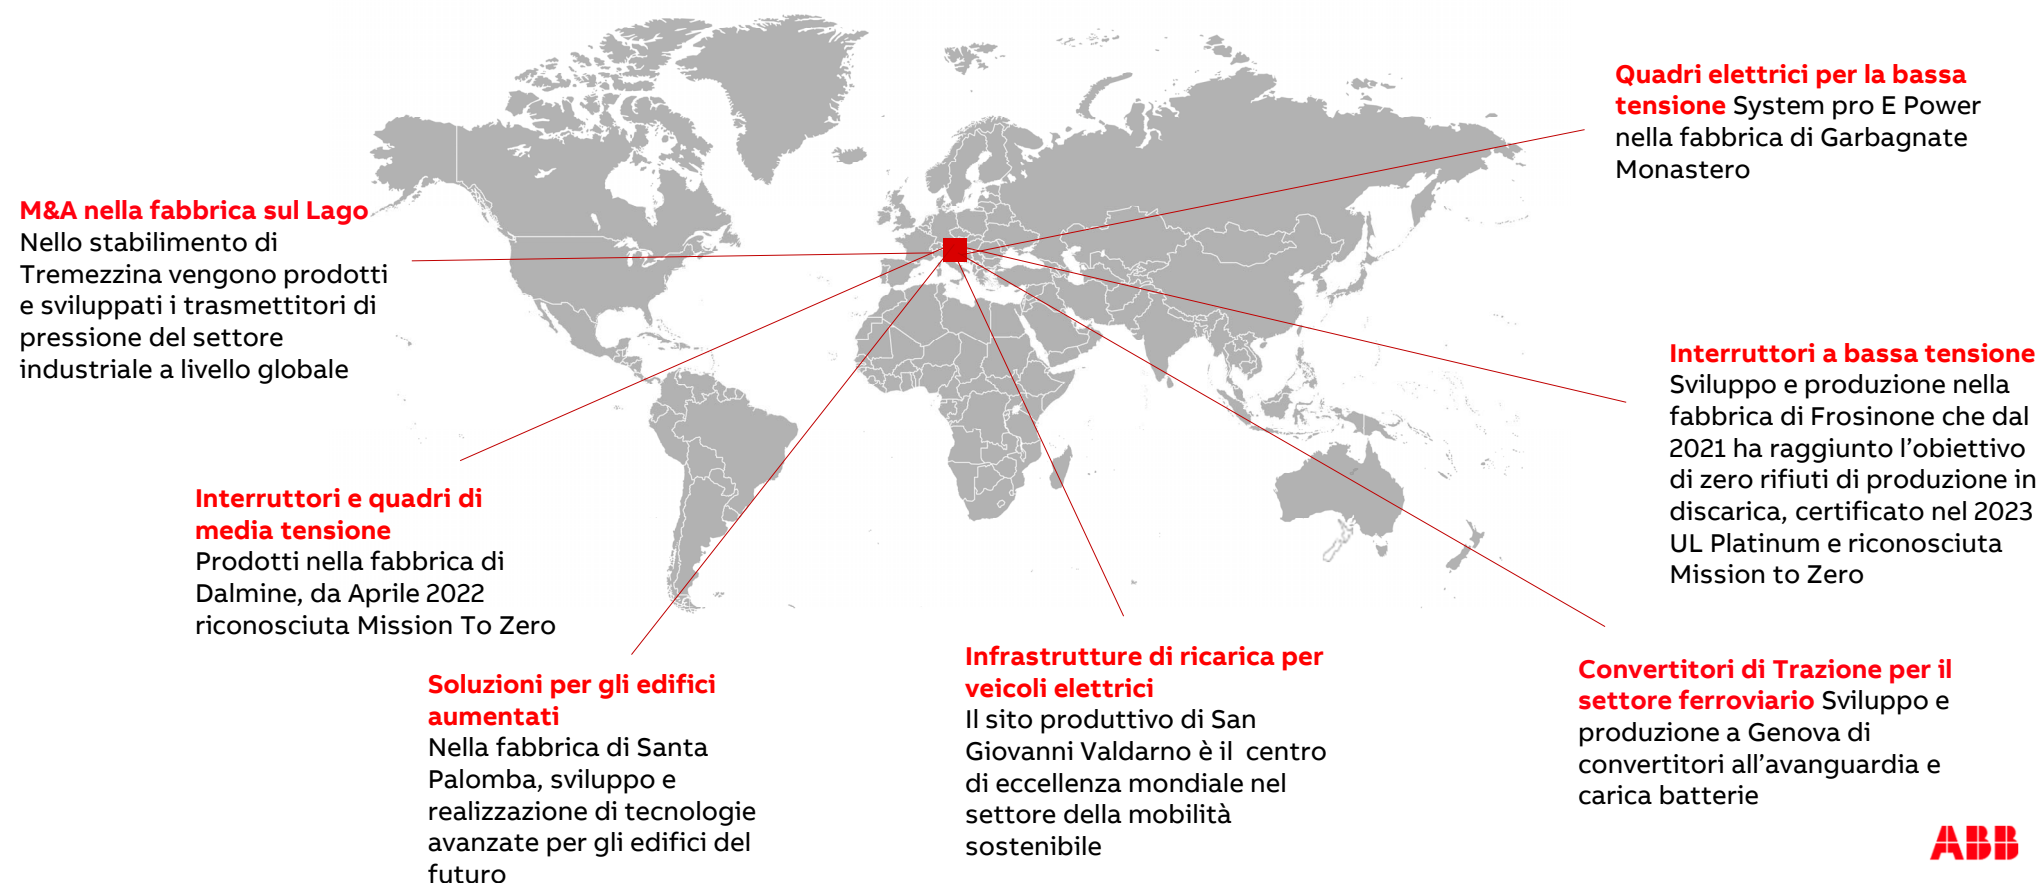 Quadri elettrici per la bassa
tensione System pro E Power
nella fabbrica di Garbagnate
Monastero
M&A nella fabbrica sul Lago
Nello stabilimento di
Tremezzina vengono prodotti
e sviluppati i trasmettitori di
pressione del settore
industriale a livello globale
Interruttori a bassa tensione
Sviluppo e produzione nella
fabbrica di Frosinone che dal
2021 ha raggiunto l’obiettivo
di zero rifiuti di produzione in
discarica, certificato nel 2023
UL Platinum e riconosciuta
Mission to Zero
Interruttori e quadri di
media tensione
Prodotti nella fabbrica di
Dalmine, da Aprile 2022
riconosciuta Mission To Zero
Soluzioni per gli edifici
aumentati
Nella fabbrica di Santa
Palomba, sviluppo e
realizzazione di tecnologie
avanzate per gli edifici del
futuro
Infrastrutture di ricarica per
veicoli elettrici
Il sito produttivo di San
Giovanni Valdarno è il  centro
di eccellenza mondiale nel
settore della mobilità
sostenibile
Convertitori di Trazione per il
settore ferroviario Sviluppo e
produzione a Genova di
convertitori all’avanguardia e
carica batterie
ABB